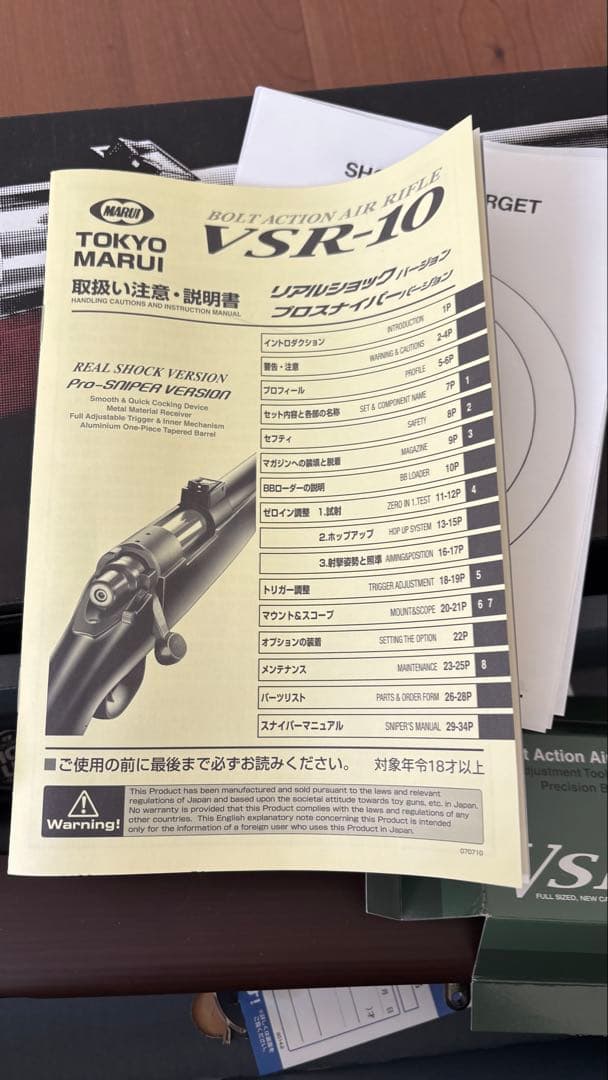 SH
RGET
MARUI
TOKYO
MARUI
BOLT ACTION AIR RIFLE
VSR-10
取扱い注意・説明書
HANDLING CAUTIONS AND INSTRUCTION MANUAL
リアルショックバージョン
プロスナイパーバージョン
REAL SHOCK VERSION
Pro-SNIPER VERSION
Smooth & Quick Cocking Device
Metal Material Receiver
Full Adjustable Trigger & Inner Mechanism
Aluminium One-Piece Tapered Barrel
イントロダクション INTRODUCTION 1P
警告・注意 WARNING & CAUTIONS 2-4P
プロフィール PROFILE 5-6P
セット内容と各部の名称 SET & COMPONENT NAME 7P 1
セフティ SAFETY 8P 2
マガジンへの装填と脱着 MAGAZINE 9P 3
BBローダーの説明 BB LOADER 10P
ゼロイン調整 1.試射 ZERO IN 1.TEST 11-12P 4
2.ホップアップ HOP UP SYSTEM 13-15P
3.射撃姿勢と照準 AIMING&POSITION 16-17P
トリガー調整 TRIGGER ADJUSTMENT 18-19P 5
マウント&スコープ MOUNT&SCOPE 20-21P 6 7
オプションの装着 SETTING THE OPTION 22P
メンテナンス MAINTENANCE 23-25P 8
パーツリスト PARTS & ORDER FORM 26-28P
スナイパーマニュアル SNIPER'S MANUAL 29-34P
■ご使用の前に最後まで必ずお読みください。 対象年令18才以上
Warning!
This Product has been manufactured and sold pursuant to the laws and relevant
regulations of Japan and based upon the societal attitude towards toy guns, etc. in Japan.
No warranty is provided that this Product complies with the laws and regulations of any
other countries. This English explanatory note concerning this Product is intended
only for the information of a foreign user who uses this Product in Japan.
070710
t Action Ai
djustment Too
Precision B
VS
FULL SIZED, NEW CA